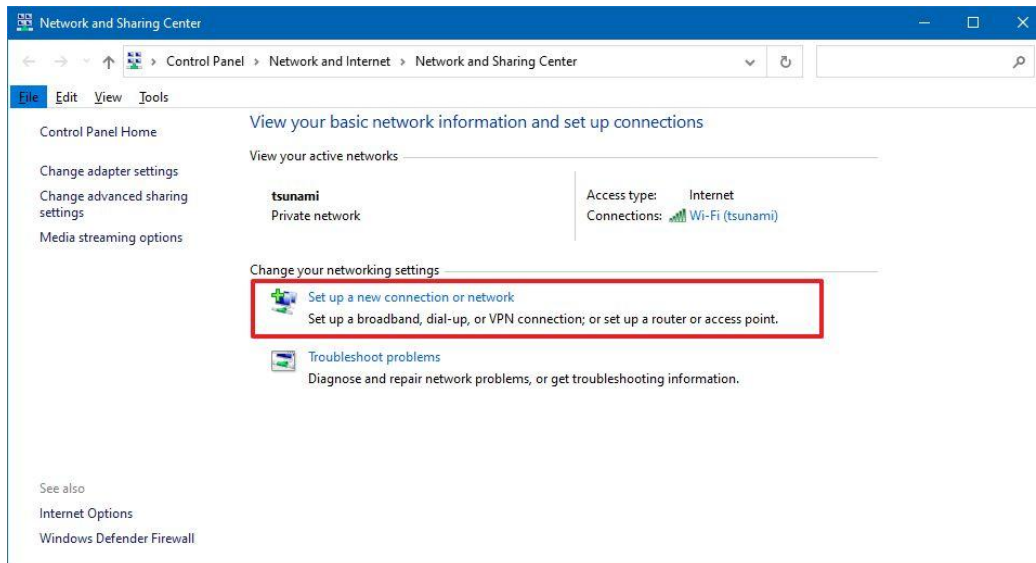 Network and Sharing Center
Control Panel > Network and Internet > Network and Sharing Center
File Edit View Tools
Control Panel Home
Change adapter settings
Change advanced sharing
settings
Media streaming options
View your basic network information and set up connections
View your active networks
tsunami
Private network
Access type: Internet
Connections: Wi-Fi (tsunami)
Change your networking settings
Set up a new connection or network
Set up a broadband, dial-up, or VPN connection; or set up a router or access point.
Troubleshoot problems
Diagnose and repair network problems, or get troubleshooting information.
See also
Internet Options
Windows Defender Firewall